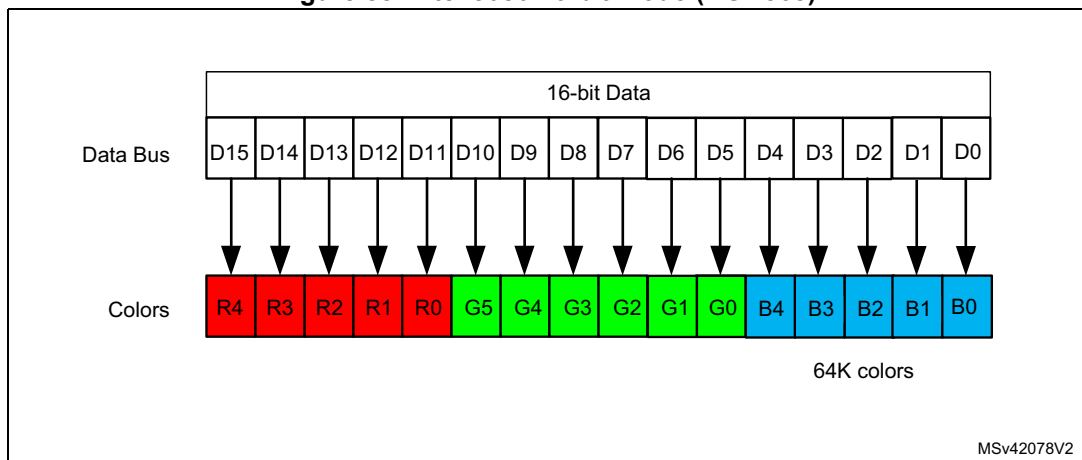 16-bit Data
Data Bus D15 D14 D13 D12 D11 D10 D9 D8 D7 D6 D5 D4 D3 D2 D1 D0
Colors R4 R3 R2 R1 R0 G5 G4 G3 G2 G1 G0 B4 B3 B2 B1 B0
64K colors
MSv42078V2